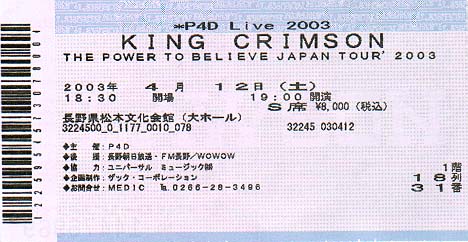 *P4D Live 2003
KING CRIMSON
THE POWER TO BELIEVE JAPAN TOUR' 2003
2003年 4月 12日 (土)
18:30 開場 19:00 開演
S席 ¥8,000 (税込)
長野県松本文化会館 (大ホール)
3224500_0_1177_0010_078 32245 030412
◆主 催 : P4D
◆後 援 : 長野朝日放送・FM長野/WOWOW
◆協 力 : ユニバーサル ミュージック㈱
◆企画制作 : ザック・コーポレーション
◆お問合せ : MEDIC TEL 0266-28-3496
1階
18列
31番